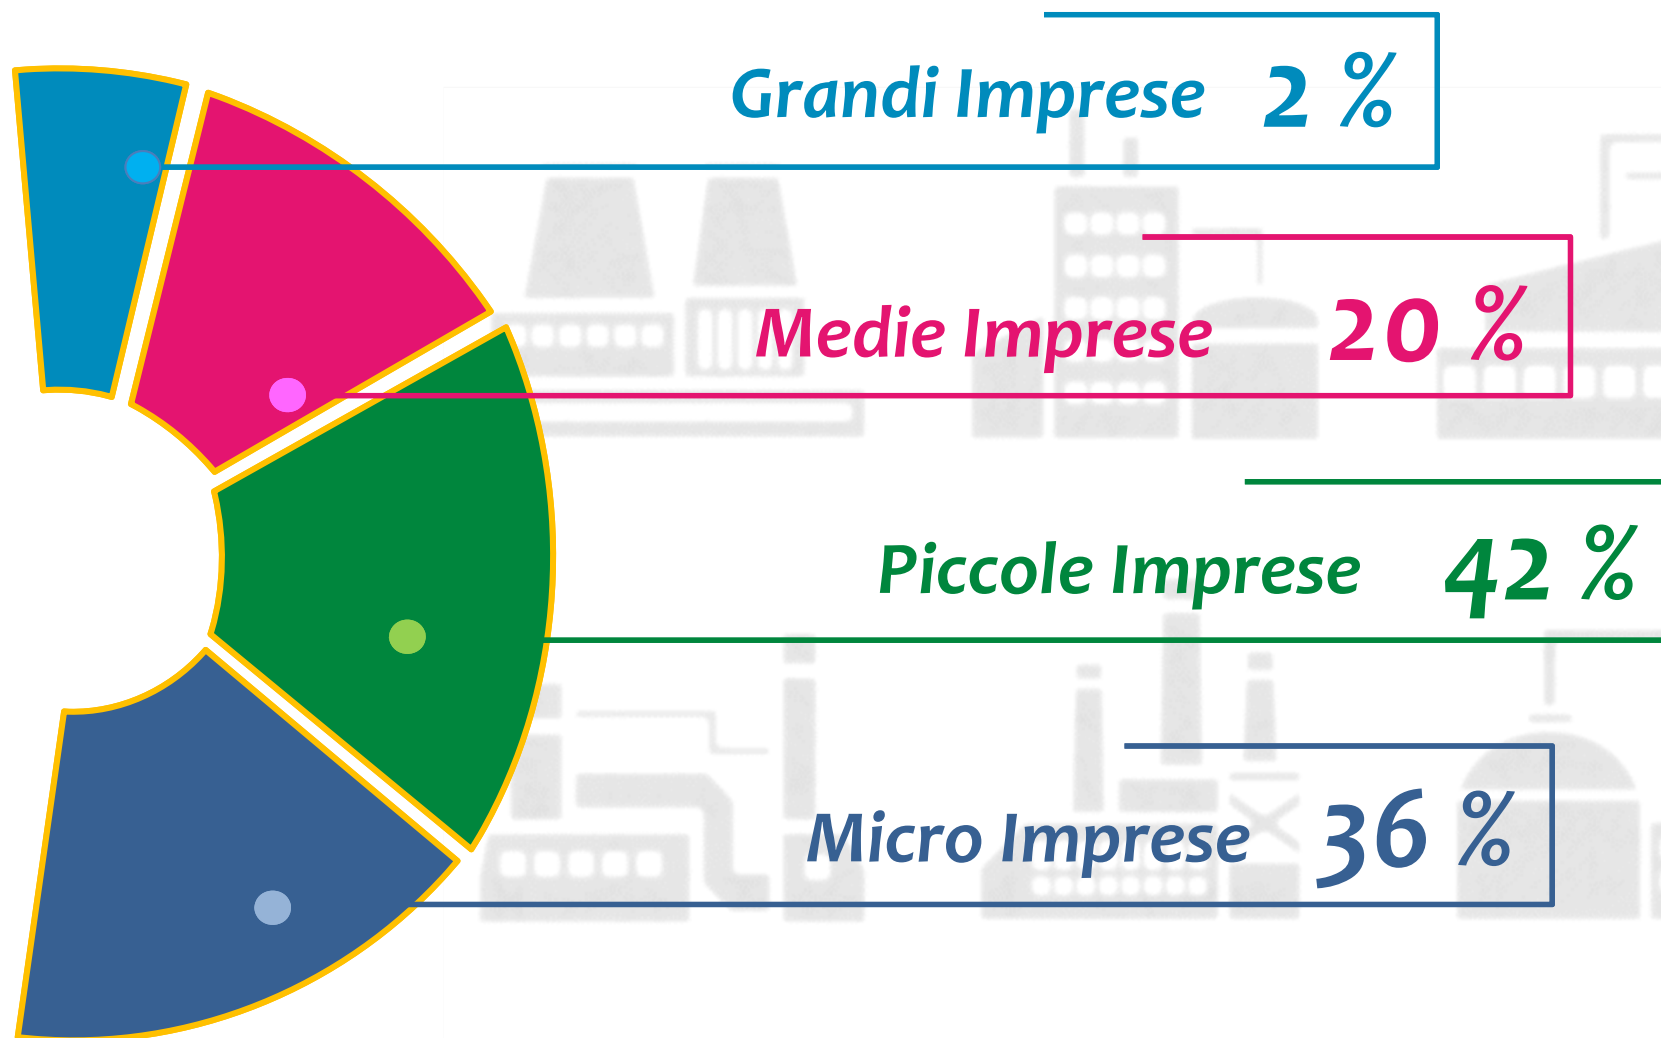 Grandi Imprese 2 %
Medie Imprese 20 %
Piccole Imprese 42 %
Micro Imprese 36 %